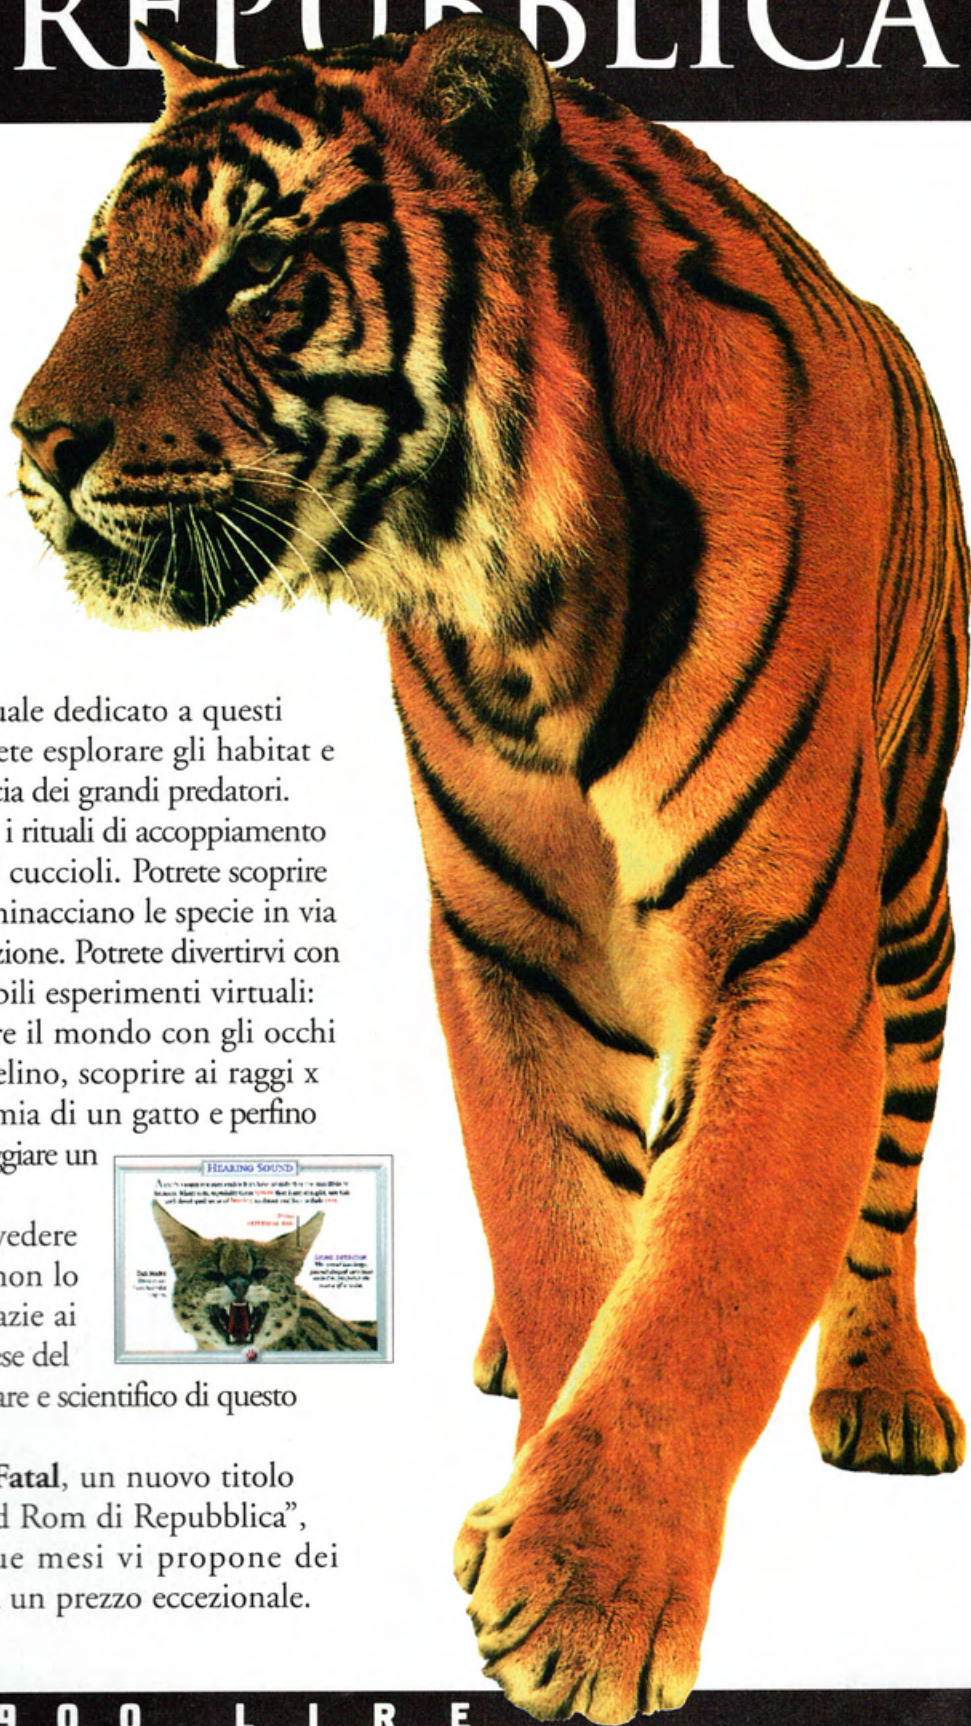 REPUBBLICA
uale dedicato a questi
ete esplorare gli habitat e
cia dei grandi predatori.
i rituali di accoppiamento
cuccioli. Potrete scoprire
minacciano le specie in via
zione. Potrete divertirvi con
bili esperimenti virtuali:
re il mondo con gli occhi
elino, scoprire ai raggi x
mia di un gatto e perfino
ggiare un
HEARING SOUND
vedere
non lo
azie ai
ese del
are e scientifico di questo
Fatal, un nuovo titolo
d Rom di Repubblica”,
ue mesi vi propone dei
un prezzo eccezionale.
900 LIRE